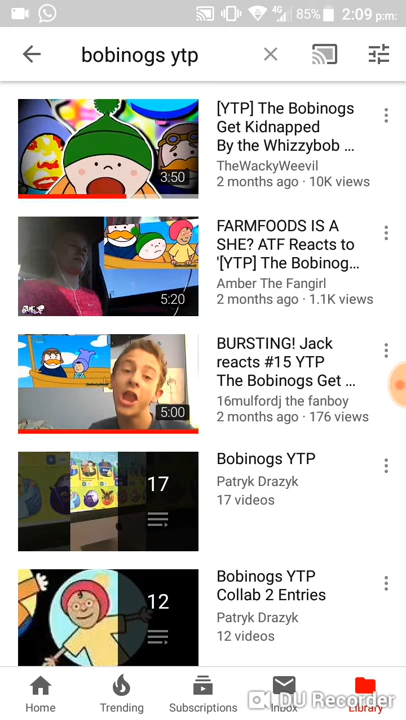 4G 85% 2:09 p.m.
bobinogs ytp
[YTP] The Bobinogs
Get Kidnapped
By the Whizzybob ...
TheWackyWeevil
2 months ago · 10K views
3:50
FARMFOODS IS A
SHE? ATF Reacts to
'[YTP] The Bobinog...
Amber The Fangirl
2 months ago · 1.1K views
5:20
BURSTING! Jack
reacts #15 YTP
The Bobinogs Get ...
16mulfordj the fanboy
2 months ago · 176 views
5:00
17
Bobinogs YTP
Patryk Drazyk
17 videos
12
Bobinogs YTP
Collab 2 Entries
Patryk Drazyk
12 videos
Home Trending Subscriptions Inbox Library
DU Recorder